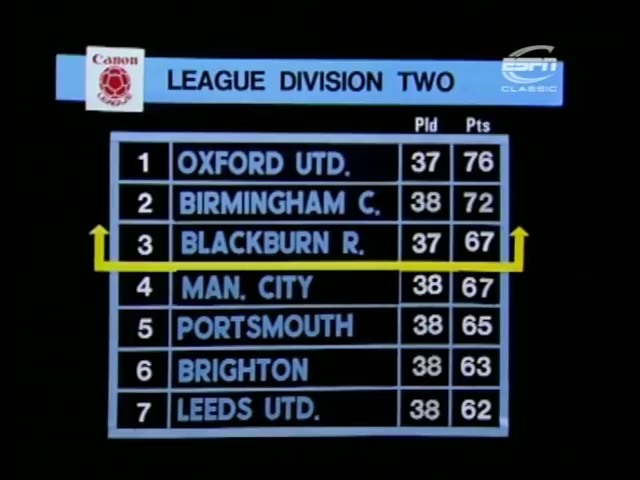 Canon
LEAGUE
LEAGUE DIVISION TWO
ESPN
CLASSIC
Pld Pts
1 OXFORD UTD. 37 76
2 BIRMINGHAM C. 38 72
3 BLACKBURN R. 37 67
4 MAN. CITY 38 67
5 PORTSMOUTH 38 65
6 BRIGHTON 38 63
7 LEEDS UTD. 38 62